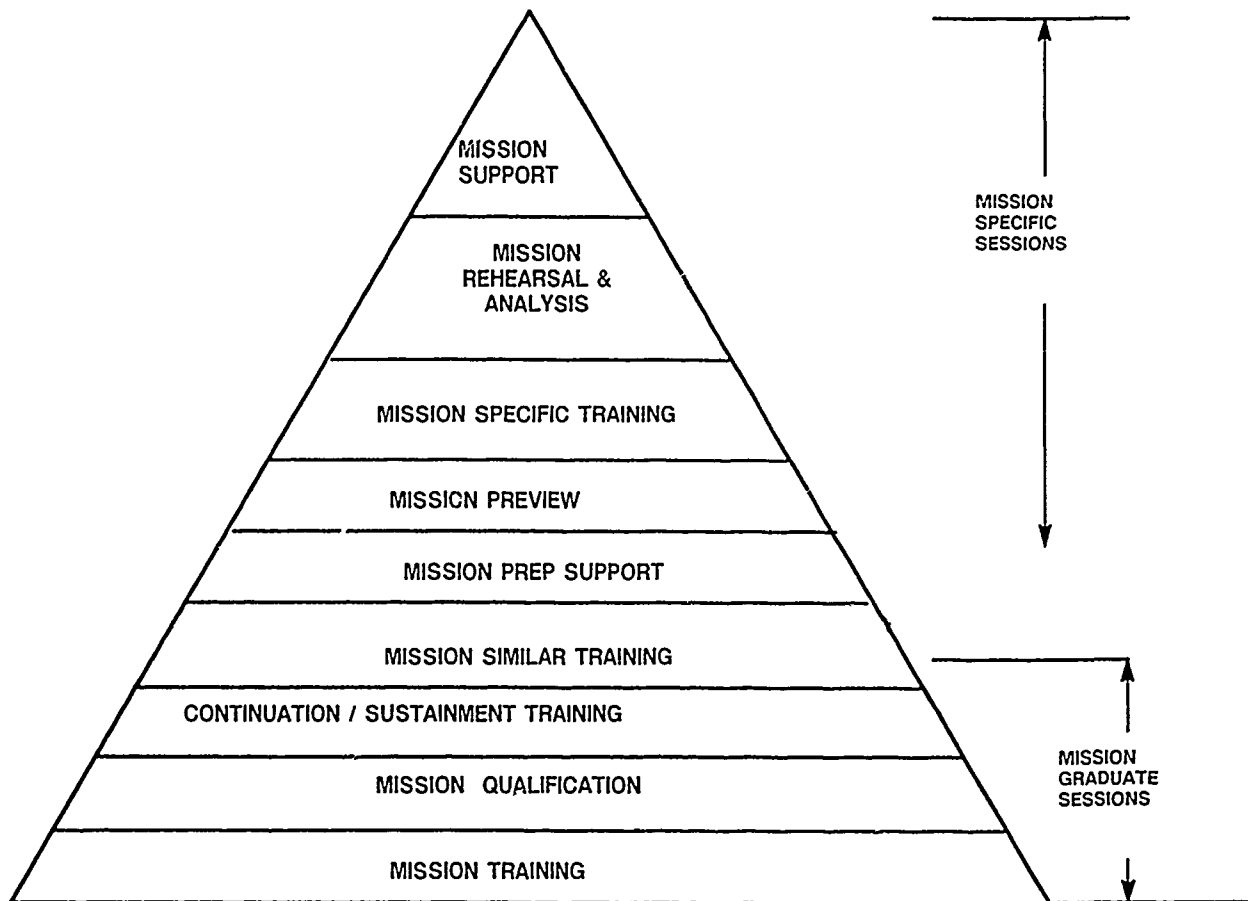 MISSION
SUPPORT
MISSION
REHEARSAL &
ANALYSIS
MISSION SPECIFIC TRAINING
MISSION PREVIEW
MISSION PREP SUPPORT
MISSION SIMILAR TRAINING
CONTINUATION / SUSTAINMENT TRAINING
MISSION QUALIFICATION
MISSION TRAINING
MISSION
SPECIFIC
SESSIONS
MISSION
GRADUATE
SESSIONS